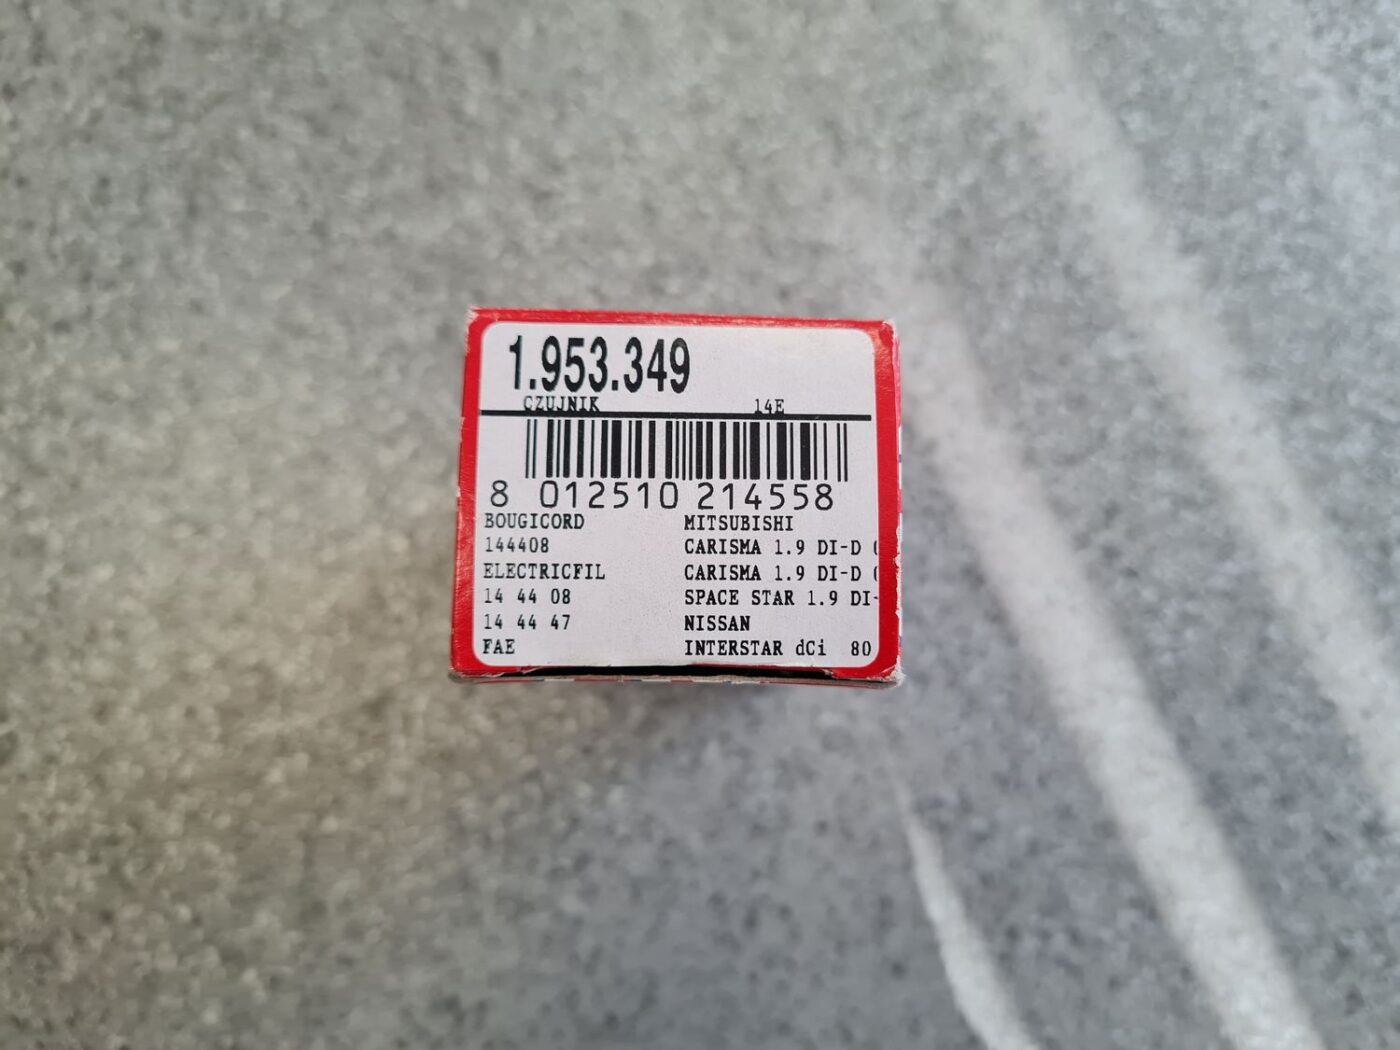 1.953.349
CZUJNIK 14E
8 012510 214558
BOUGICORD MITSUBISHI
144408 CARISMA 1.9 DI-D (
ELECTRICFIL CARISMA 1.9 DI-D (
14 44 08 SPACE STAR 1.9 DI-
14 44 47 NISSAN
FAE INTERSTAR dCi 80